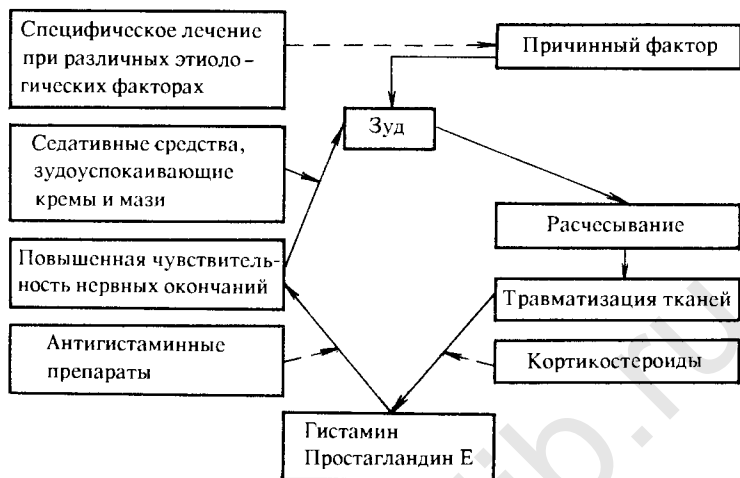 Специфическое лечение
при различных этиоло-
гических факторах
Причинный фактор
Зуд
Седативные средства,
зудоуспокаивающие
кремы и мази
Расчесывание
Повышенная чувствитель-
ность нервных окончаний
Травматизация тканей
Антигистаминные
препараты
Кортикостероиды
Гистамин
Простагландин Е